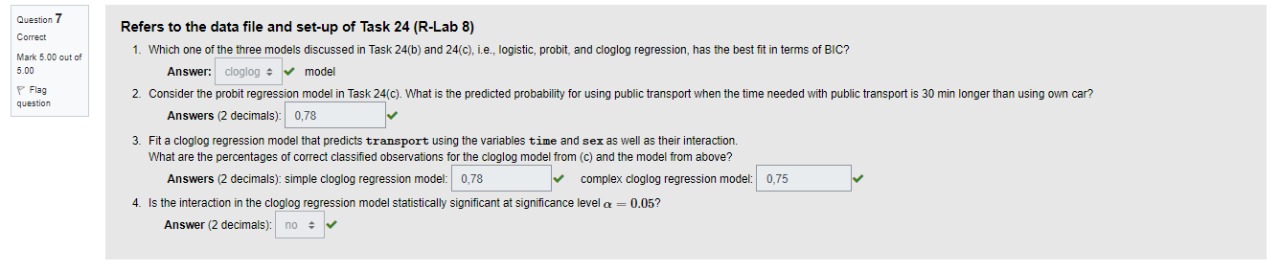 Question 7
Correct
Mark 5.00 out of
5.00
Flag
question
Refers to the data file and set-up of Task 24 (R-Lab 8)
1. Which one of the three models discussed in Task 24(b) and 24(c), i.e., logistic, probit, and cloglog regression, has the best fit in terms of BIC?
Answer: cloglog model
2. Consider the probit regression model in Task 24(c). What is the predicted probability for using public transport when the time needed with public transport is 30 min longer than using own car?
Answers (2 decimals): 0,78
3. Fit a cloglog regression model that predicts transport using the variables time and sex as well as their interaction.
What are the percentages of correct classified observations for the cloglog model from (c) and the model from above?
Answers (2 decimals): simple cloglog regression model: 0,78 complex cloglog regression model: 0,75
4. Is the interaction in the cloglog regression model statistically significant at significance level α = 0.05?
Answer (2 decimals): no